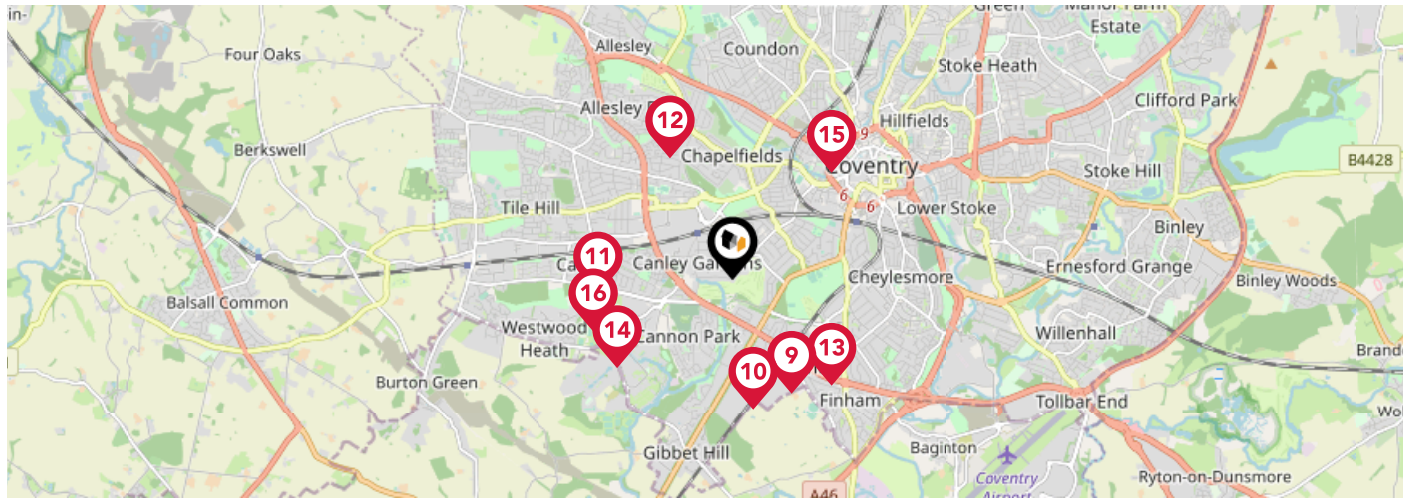 in-
Green
Manor Farm
Estate
Allesley
Coundon
Four Oaks
Stoke Heath
Allesley
12
Clifford Park
15
9
Hillfields
Berkswell
Chapelfields
Coventry
B4428
Stoke Hill
6
6
Tile Hill
Lower Stoke
Binley
11
Canley Gardens
Cheylesmore
Ernesford Grange
Binley Woods
16
Balsall Common
14
Westwood
Heath
Cannon Park
Willenhall
13
9
10
Brand
Burton Green
Finham
Tollbar End
Wol
Gibbet Hill
Baginton
Coventry
Airport
Ryton-on-Dunsmore
A46